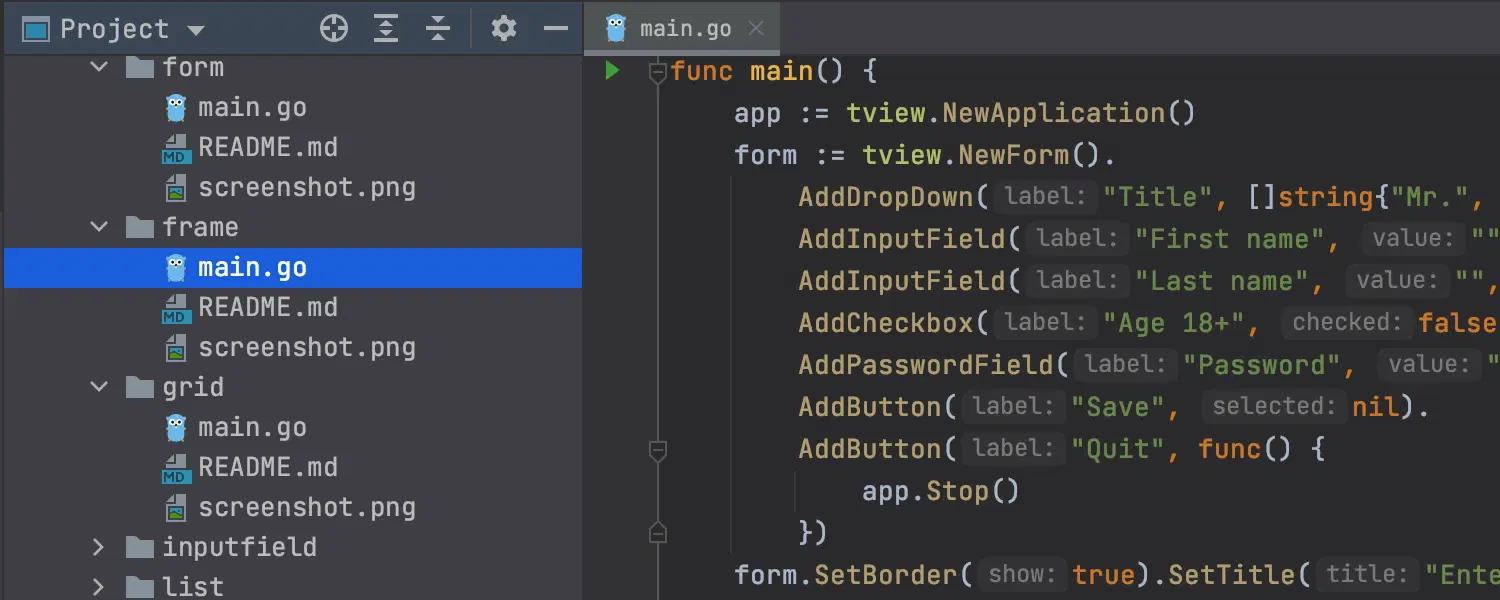 Project
form
main.go
MD README.md
screenshot.png
frame
main.go
MD README.md
screenshot.png
grid
main.go
MD README.md
screenshot.png
inputfield
list
main.go
func main() {
app := tview.NewApplication()
form := tview.NewForm().
AddDropDown( label: "Title", []string{"Mr.",
AddInputField( label: "First name", value: ""
AddInputField( label: "Last name", value: "",
AddCheckbox( label: "Age 18+", checked: false
AddPasswordField( label: "Password", value: "
AddButton( label: "Save", selected: nil).
AddButton( label: "Quit", func() {
app.Stop()
})
form.SetBorder( show: true).SetTitle( title: "Ente